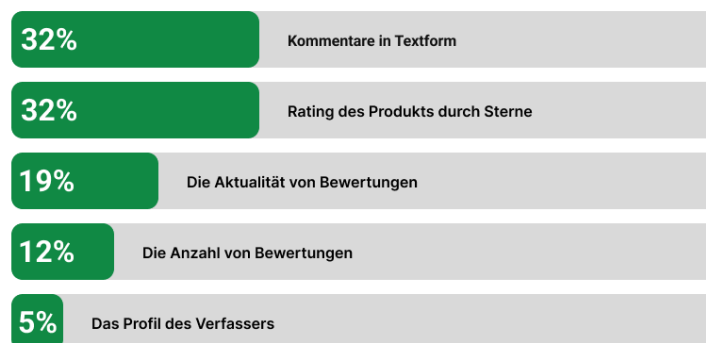 32% Kommentare in Textform
32% Rating des Produkts durch Sterne
19% Die Aktualität von Bewertungen
12% Die Anzahl von Bewertungen
5% Das Profil des Verfassers